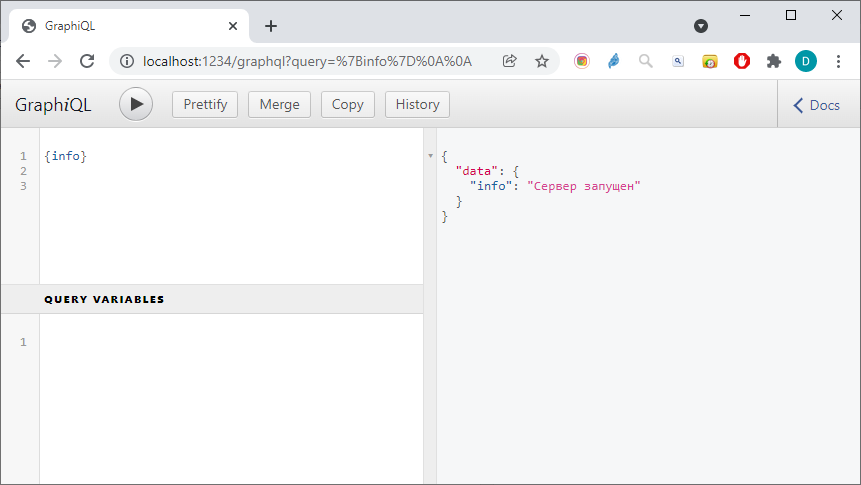 GraphiQL
localhost:1234/graphql?query=%7Binfo%7D%0A%0A
D
GraphiQL
Prettify
Merge
Copy
History
Docs
1
{info}
2
3
{
"data": {
"info": "Сервер запущен"
}
}
QUERY VARIABLES
1